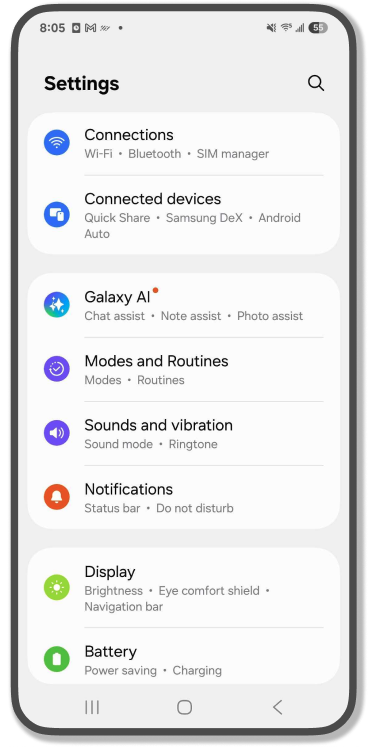 8:05 55
Settings
Connections
Wi-Fi • Bluetooth • SIM manager
Connected devices
Quick Share • Samsung DeX • Android
Auto
Galaxy AI
Chat assist • Note assist • Photo assist
Modes and Routines
Modes • Routines
Sounds and vibration
Sound mode • Ringtone
Notifications
Status bar • Do not disturb
Display
Brightness • Eye comfort shield •
Navigation bar
Battery
Power saving • Charging